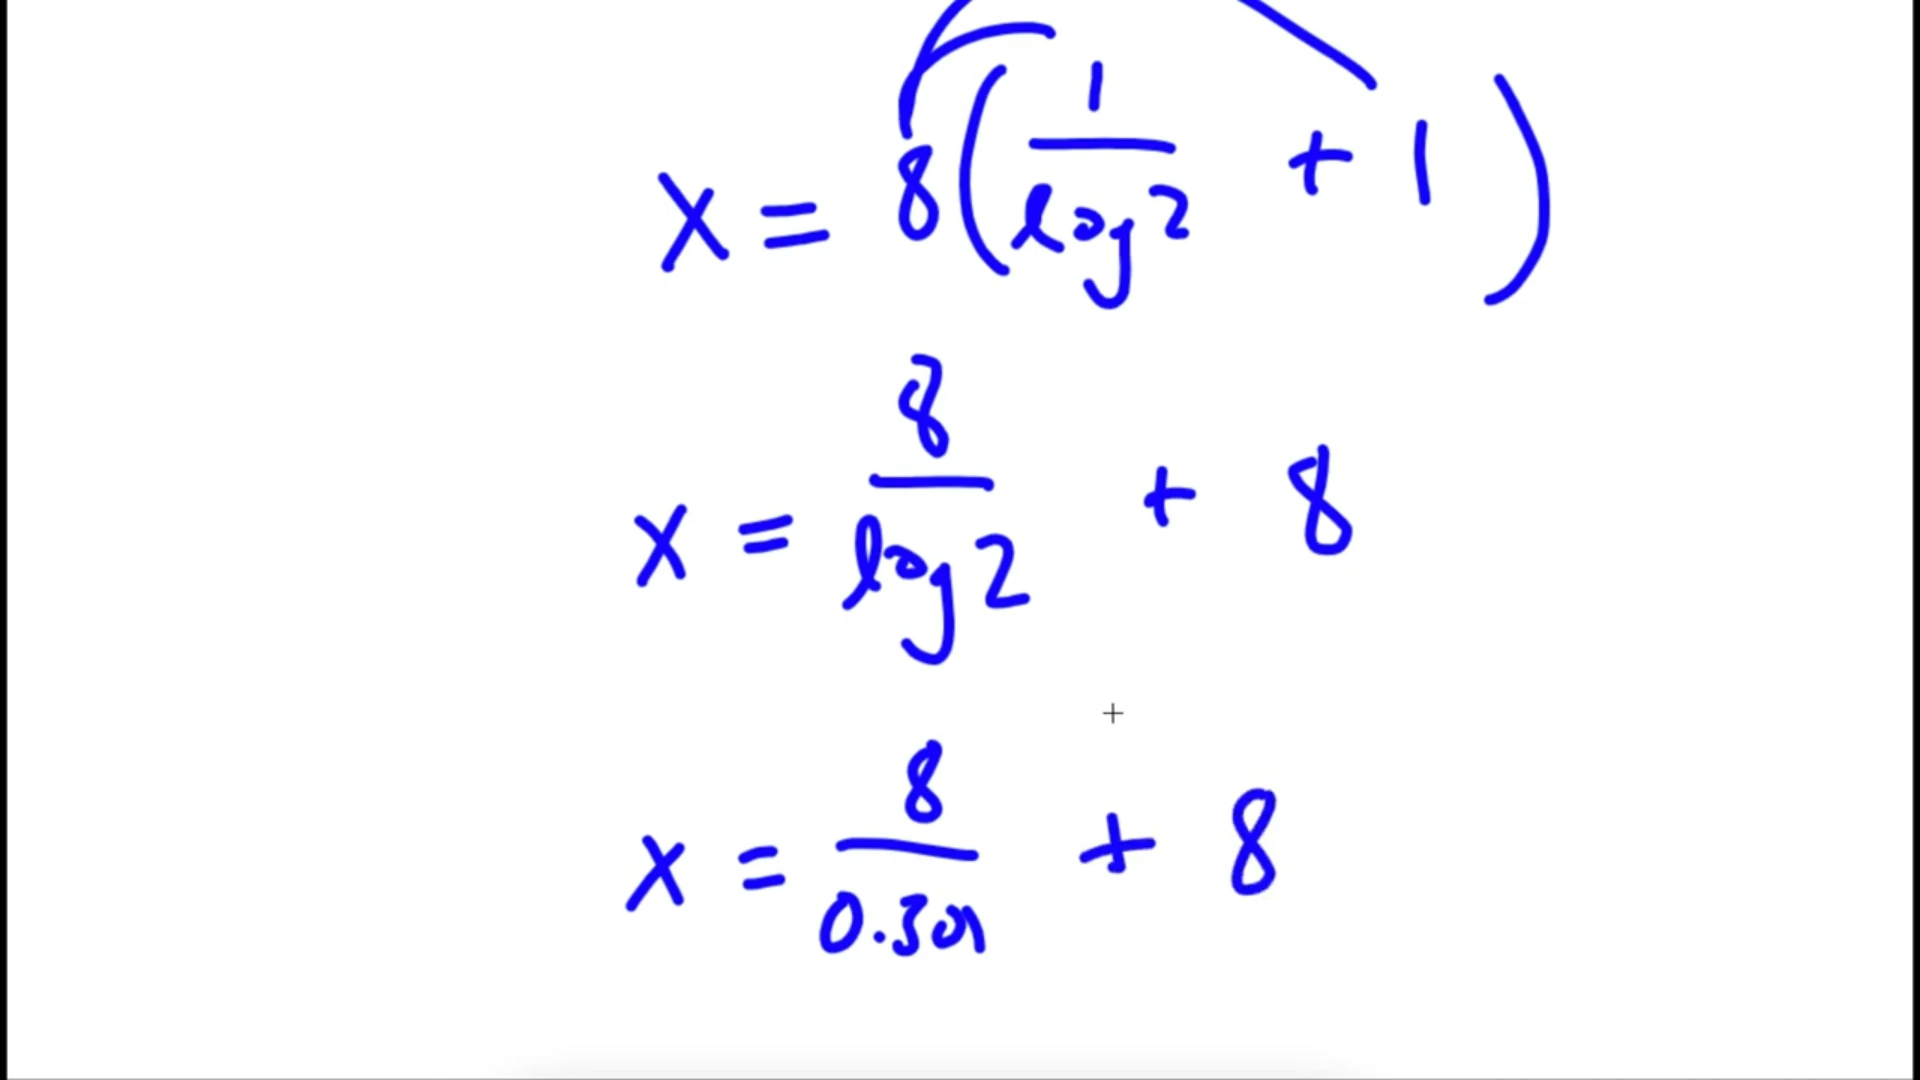 x = 8(1/log2 + 1)
x = 8/log2 + 8
x = 8/0.301 + 8